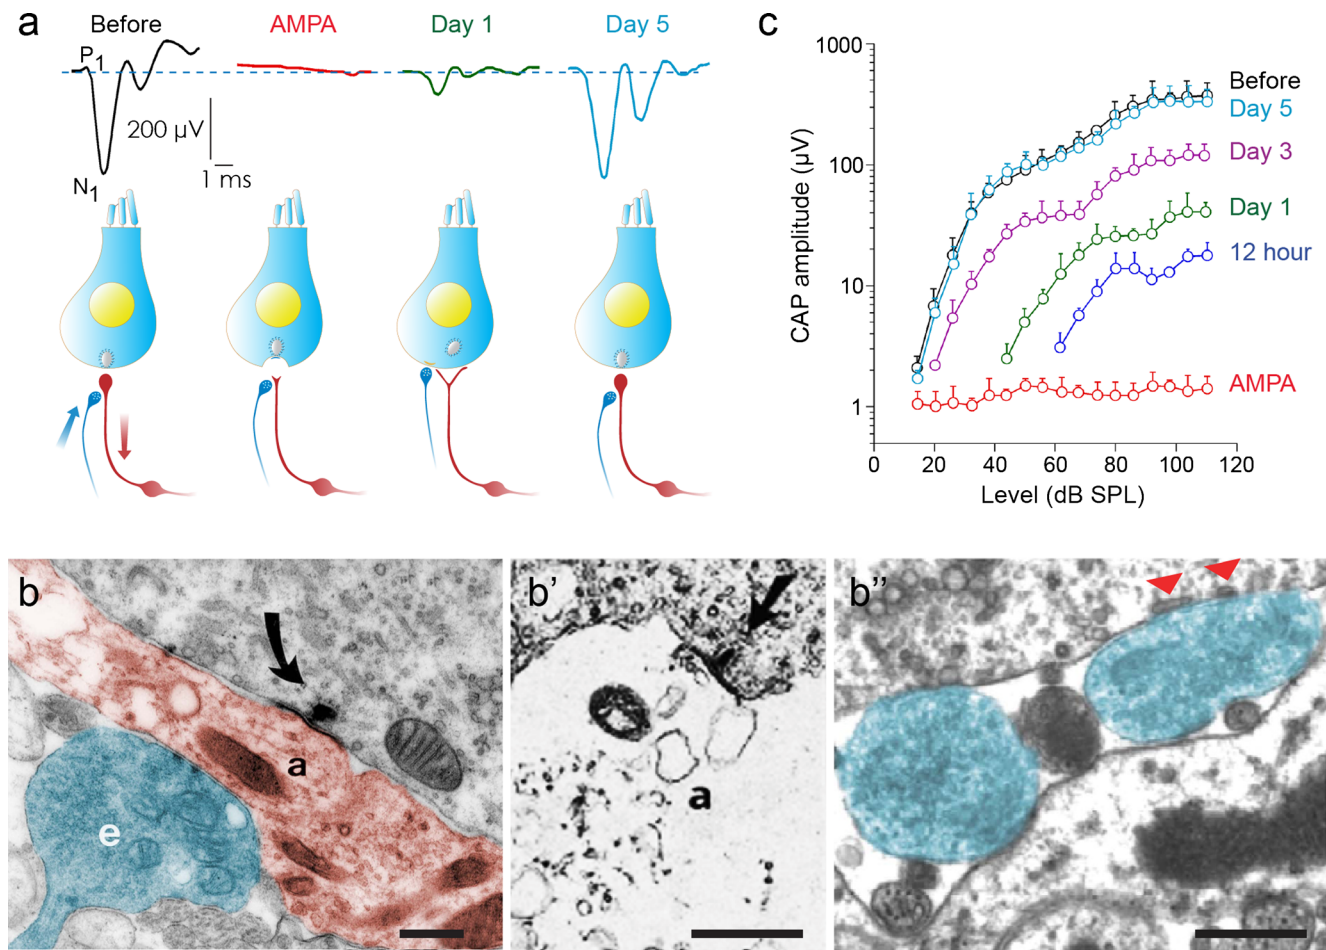 a
Before
AMPA
Day 1
Day 5
P1
200 µV
1 ms
N1
c
1000
100
10
1
CAP amplitude (µV)
0
20
40
60
80
100
120
Level (dB SPL)
Before
Day 5
Day 3
Day 1
12 hour
AMPA
b
a
e
b’
a
b’’